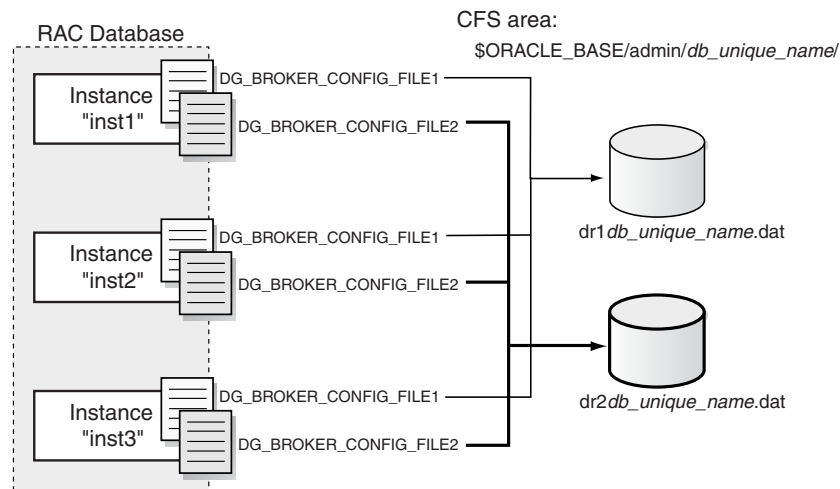 RAC Database
CFS area:
$ORACLE_BASE/admin/db_unique_name/
Instance
"inst1"
DG_BROKER_CONFIG_FILE1
DG_BROKER_CONFIG_FILE2
Instance
"inst2"
DG_BROKER_CONFIG_FILE1
DG_BROKER_CONFIG_FILE2
Instance
"inst3"
DG_BROKER_CONFIG_FILE1
DG_BROKER_CONFIG_FILE2
dr1db_unique_name.dat
dr2db_unique_name.dat